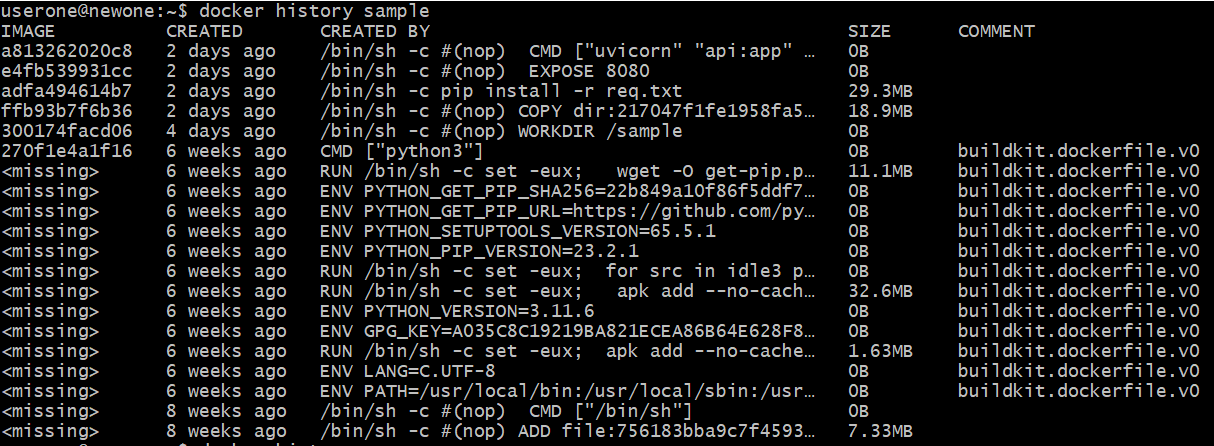 userone@newone:~$ docker history sample
IMAGE CREATED CREATED BY SIZE COMMENT
a813262020c8 2 days ago /bin/sh -c #(nop) CMD ["uvicorn" "api:app" … 0B
e4fb539931cc 2 days ago /bin/sh -c #(nop) EXPOSE 8080 0B
adfa494614b7 2 days ago /bin/sh -c pip install -r req.txt 29.3MB
ffb93b7f6b36 2 days ago /bin/sh -c #(nop) COPY dir:217047f1fe1958fa5… 18.9MB
300174facd06 4 days ago /bin/sh -c #(nop) WORKDIR /sample 0B
270f1e4a1f16 6 weeks ago CMD ["python3"] 0B buildkit.dockerfile.v0
<missing> 6 weeks ago RUN /bin/sh -c set -eux; wget -O get-pip.p… 11.1MB buildkit.dockerfile.v0
<missing> 6 weeks ago ENV PYTHON_GET_PIP_SHA256=22b849a10f86f5ddf7… 0B buildkit.dockerfile.v0
<missing> 6 weeks ago ENV PYTHON_GET_PIP_URL=https://github.com/py… 0B buildkit.dockerfile.v0
<missing> 6 weeks ago ENV PYTHON_SETUPTOOLS_VERSION=65.5.1 0B buildkit.dockerfile.v0
<missing> 6 weeks ago ENV PYTHON_PIP_VERSION=23.2.1 0B buildkit.dockerfile.v0
<missing> 6 weeks ago RUN /bin/sh -c set -eux; for src in idle3 p… 0B buildkit.dockerfile.v0
<missing> 6 weeks ago RUN /bin/sh -c set -eux; apk add --no-cach… 32.6MB buildkit.dockerfile.v0
<missing> 6 weeks ago ENV PYTHON_VERSION=3.11.6 0B buildkit.dockerfile.v0
<missing> 6 weeks ago ENV GPG_KEY=A035C8C19219BA821ECEA86B64E628F8… 0B buildkit.dockerfile.v0
<missing> 6 weeks ago RUN /bin/sh -c set -eux; apk add --no-cache… 1.63MB buildkit.dockerfile.v0
<missing> 6 weeks ago ENV LANG=C.UTF-8 0B buildkit.dockerfile.v0
<missing> 6 weeks ago ENV PATH=/usr/local/bin:/usr/local/sbin:/usr… 0B buildkit.dockerfile.v0
<missing> 8 weeks ago /bin/sh -c #(nop) CMD ["/bin/sh"] 0B
<missing> 8 weeks ago /bin/sh -c #(nop) ADD file:756183bba9c7f4593… 7.33MB